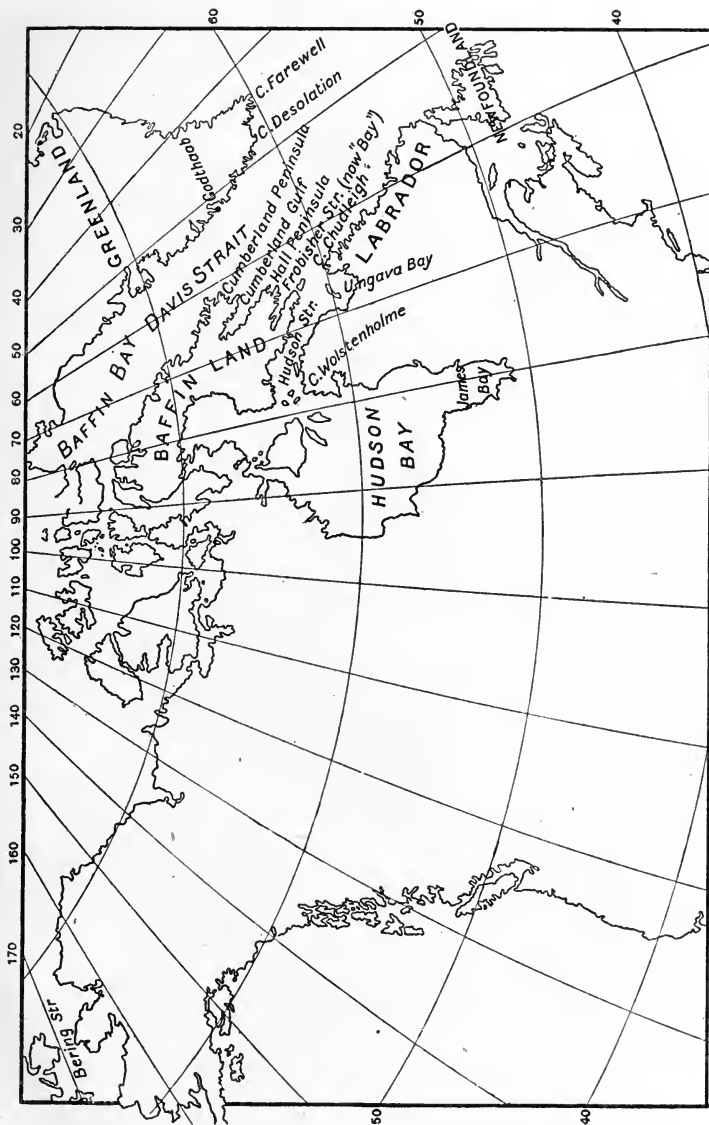 60
50
40
20
30
40
50
60
70
80
90
100
110
120
130
140
150
160
170
GREENLAND
C. Farewell
C. Desolation
Godthaab
DAVIS STRAIT
BAFFIN BAY
BAFFIN LAND
Cumberland Peninsula
Cumberland Gulf
Hall Peninsula
Frobisher Str. (now "Bay")
C. Chudleigh
Hudson Str.
Ungava Bay
C. Wolstenholme
LABRADOR
NEWFOUNDLAND
HUDSON
BAY
James
Bay
Bering Str
50
40